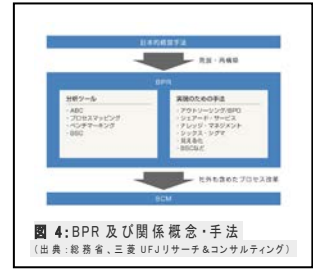 日本的経営手法
発展・再構築
BPR
分析ツール
・ABC
・プロセスマッピング
・ベンチマーキング
・BSC
実現のための手法
・アウトソーシング/BPO
・シェアード・サービス
・ナレッジ・マネジメント
・シックス・シグマ
・見える化
・BSCなど
社外も含めたプロセス改革
SCM
図 4:BPR 及び関係概念・手法
(出典:総務省、三菱 UFJリサーチ&コンサルティング)